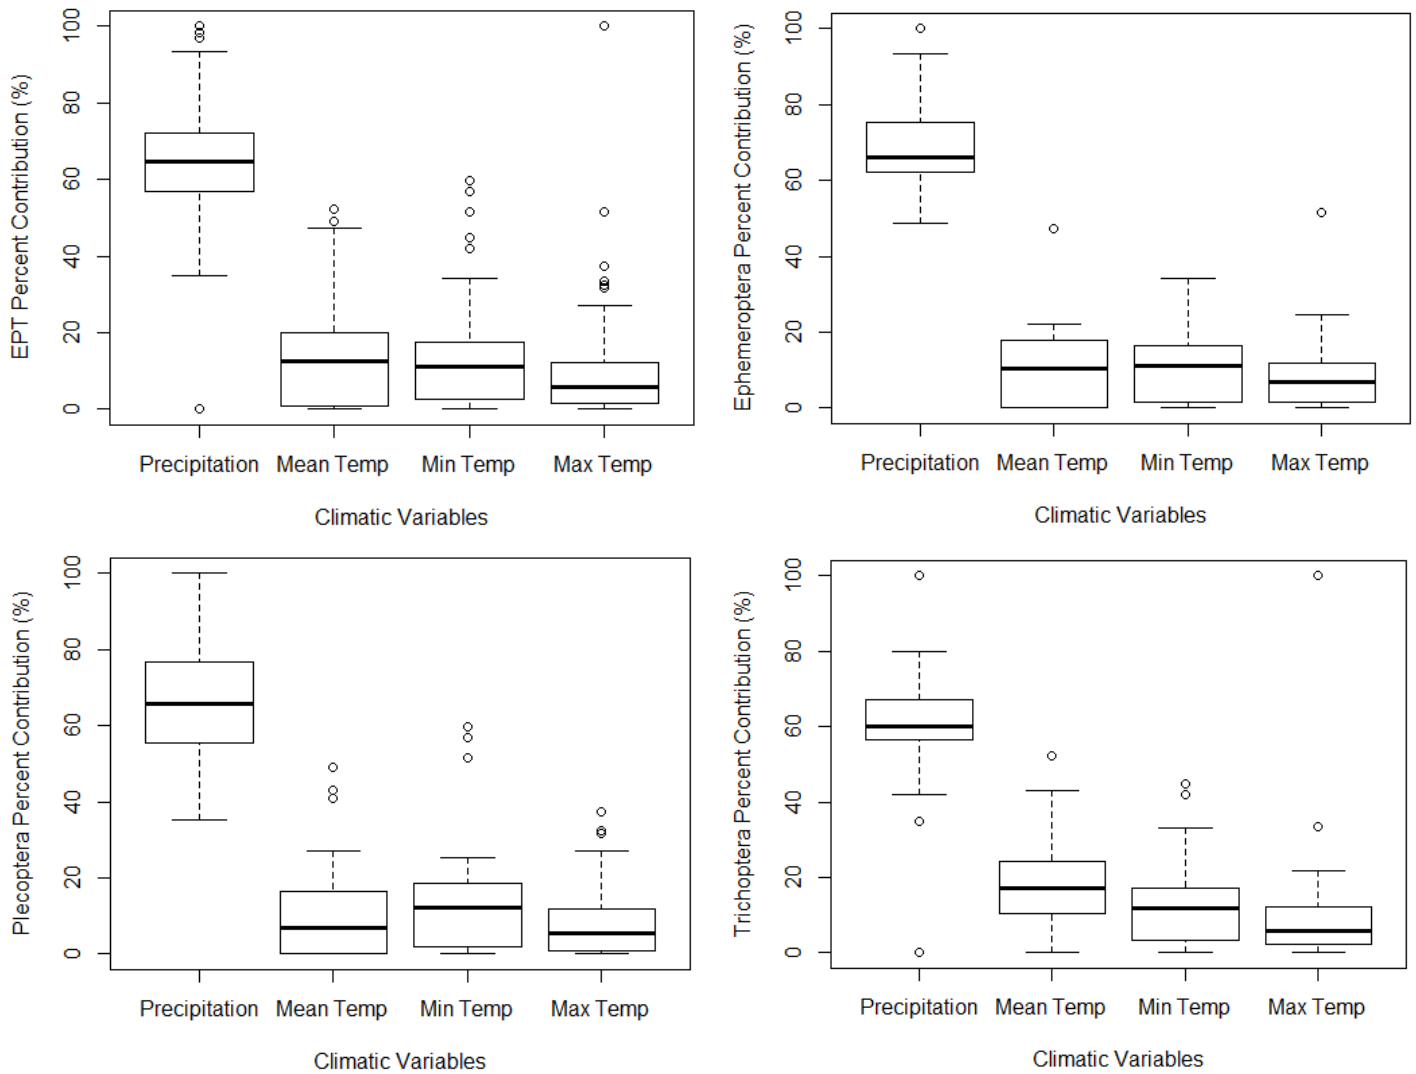 EPT Percent Contribution (%)
100
80
60
40
20
0
Precipitation Mean Temp Min Temp Max Temp
Climatic Variables
Ephemeroptera Percent Contribution (%)
100
80
60
40
20
0
Precipitation Mean Temp Min Temp Max Temp
Climatic Variables
Plecoptera Percent Contribution (%)
100
80
60
40
20
0
Precipitation Mean Temp Min Temp Max Temp
Climatic Variables
Trichoptera Percent Contribution (%)
100
80
60
40
20
0
Precipitation Mean Temp Min Temp Max Temp
Climatic Variables